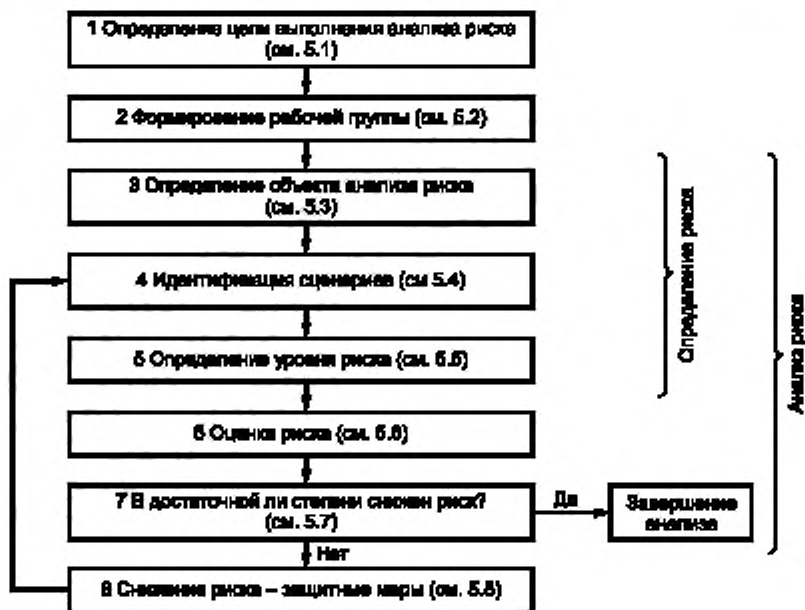 1 Определение цели выполнения анализа риска
(см. 5.1)
2 Формирование рабочей группы (см. 5.2)
3 Определение объекта анализа риска
(см. 5.3)
4 Идентификация сценариев (см 5.4)
5 Определение уровня риска (см. 5.5)
6 Оценка риска (см. 5.6)
7 В достаточной ли степени снижен риск?
(см. 5.7)
Да
Завершение
анализа
Нет
8 Снижение риска – защитные меры (см. 5.8)
Определение риска
Анализ риска